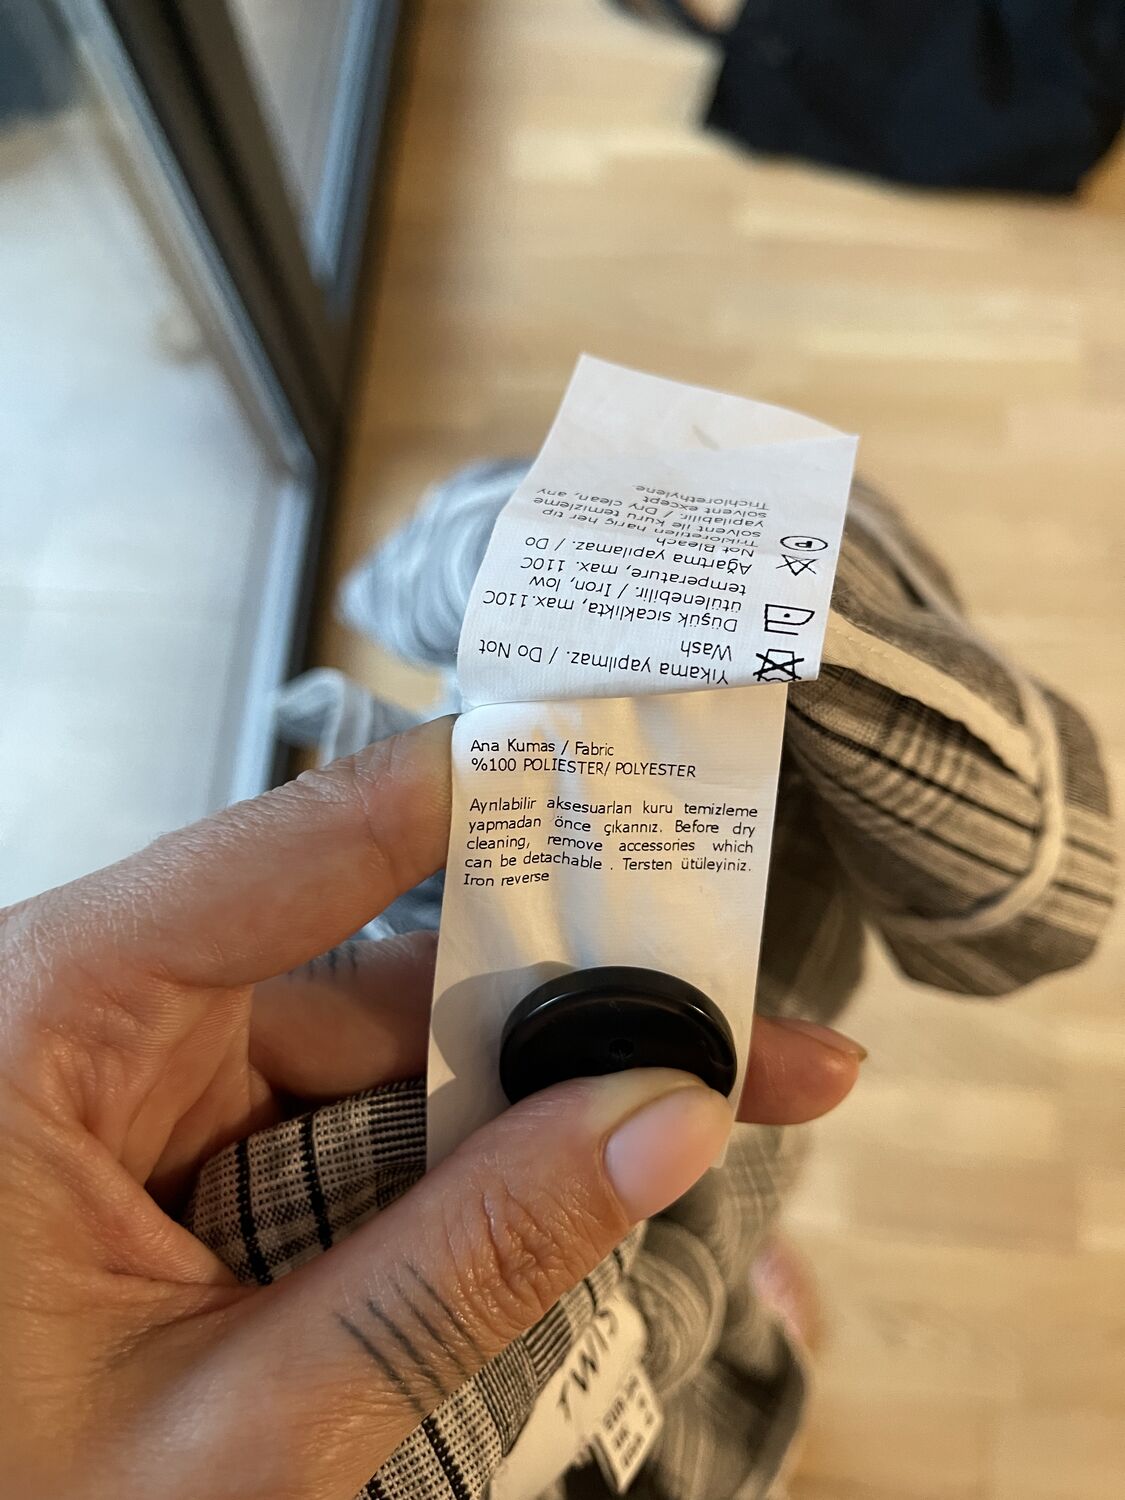 Yıkama yapılmaz. / Do Not
Wash
Düşük sıcaklıkta, max.110C
ütülenebilir. / Iron, low
temperature, max. 110C
Ağartma yapılamaz. / Do
Not Bleach
Trikloretilen hariç her tip
solvent ile kuru temizleme
yapılabilir. / Dry clean, any
solvent except
Trichlorethylene.
P
Ana Kumas / Fabric
%100 POLIESTER/ POLYESTER
Ayrılabilir aksesuarları kuru temizleme
yapmadan önce çıkarınız. Before dry
cleaning, remove accessories which
can be detachable . Tersten ütüleyiniz.
Iron reverse
TWIS